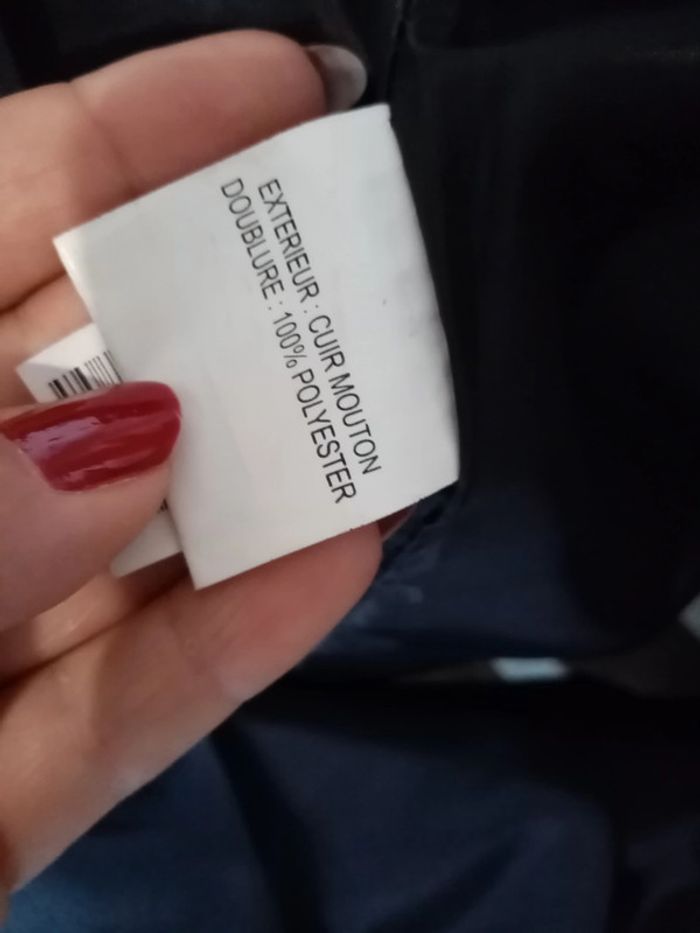 EXTERIEUR : CUIR MOUTON
DOUBLURE : 100% POLYESTER